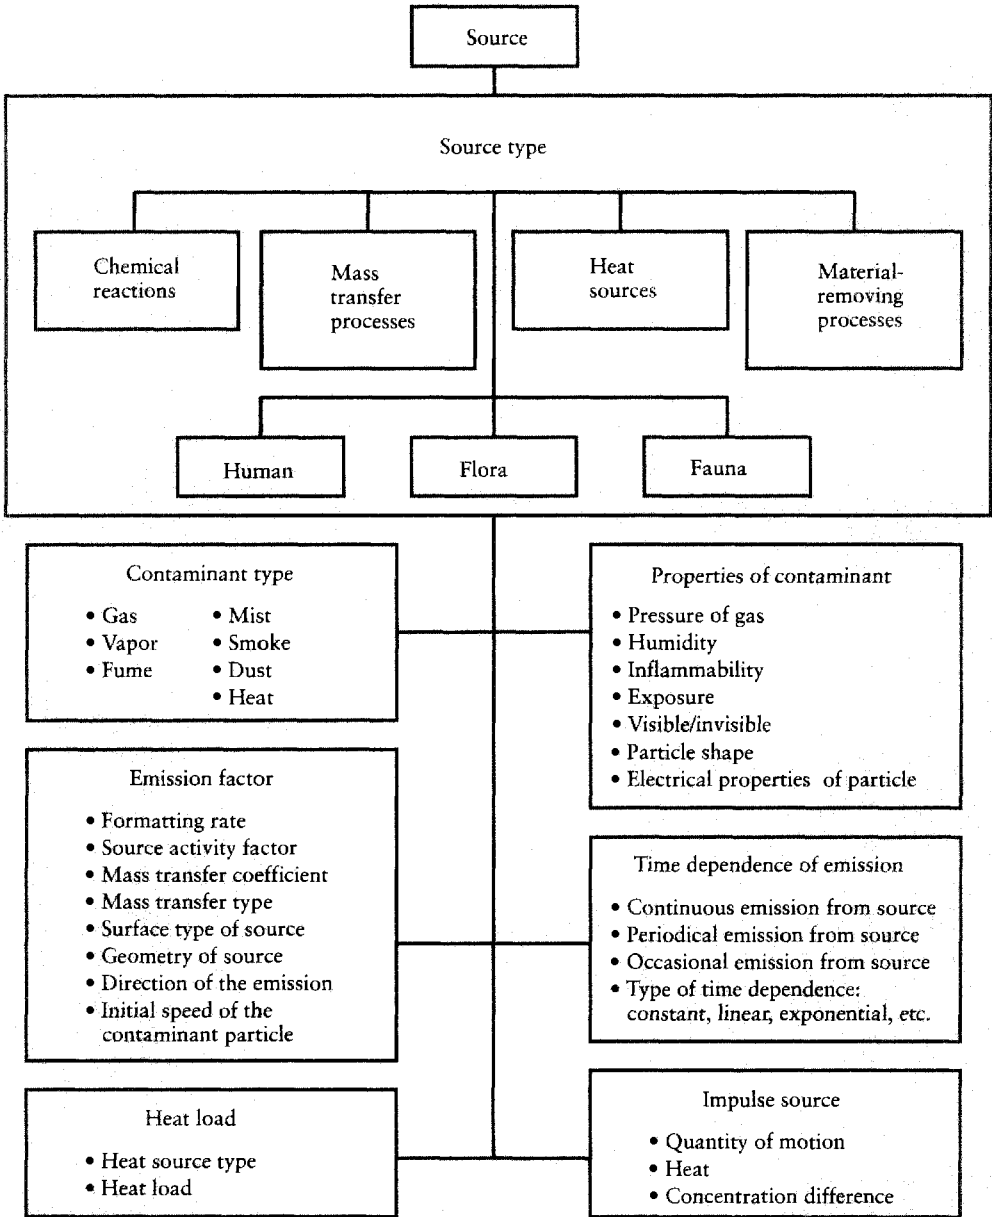 Source
Source type
Chemical
reactions
Mass
transfer
processes
Heat
sources
Material-
removing
processes
Human
Flora
Fauna
Contaminant type
• Gas
• Vapor
• Fume
• Mist
• Smoke
• Dust
• Heat
Properties of contaminant
• Pressure of gas
• Humidity
• Inflammability
• Exposure
• Visible/invisible
• Particle shape
• Electrical properties of particle
Emission factor
• Formatting rate
• Source activity factor
• Mass transfer coefficient
• Mass transfer type
• Surface type of source
• Geometry of source
• Direction of the emission
• Initial speed of the
contaminant particle
Time dependence of emission
• Continuous emission from source
• Periodical emission from source
• Occasional emission from source
• Type of time dependence:
constant, linear, exponential, etc.
Heat load
• Heat source type
• Heat load
Impulse source
• Quantity of motion
• Heat
• Concentration difference